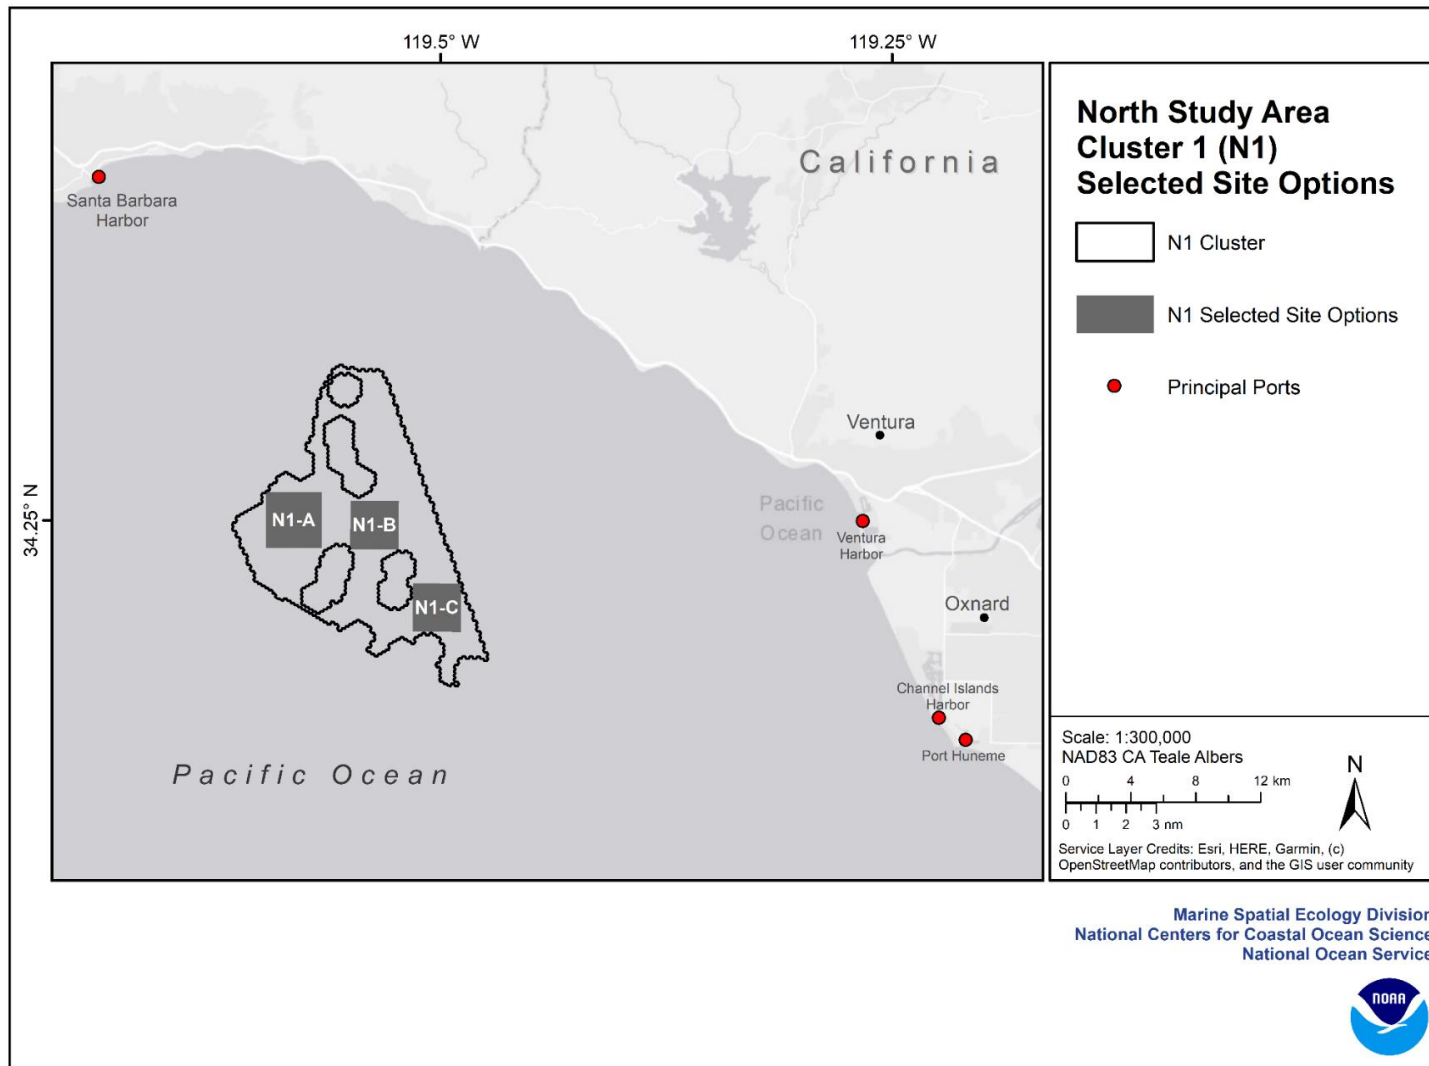 119.5° W
119.25° W
34.25° N
California
Santa Barbara
Harbor
Ventura
Pacific
Ocean
Ventura
Harbor
N1-A
N1-B
N1-C
Oxnard
Channel Islands
Harbor
Port Huneme
Pacific Ocean
North Study Area
Cluster 1 (N1)
Selected Site Options
N1 Cluster
N1 Selected Site Options
Principal Ports
Scale: 1:300,000
NAD83 CA Teale Albers
0 4 8 12 km
0 1 2 3 nm
N
Service Layer Credits: Esri, HERE, Garmin, (c)
OpenStreetMap contributors, and the GIS user community
Marine Spatial Ecology Division
National Centers for Coastal Ocean Science
National Ocean Service
NOAA